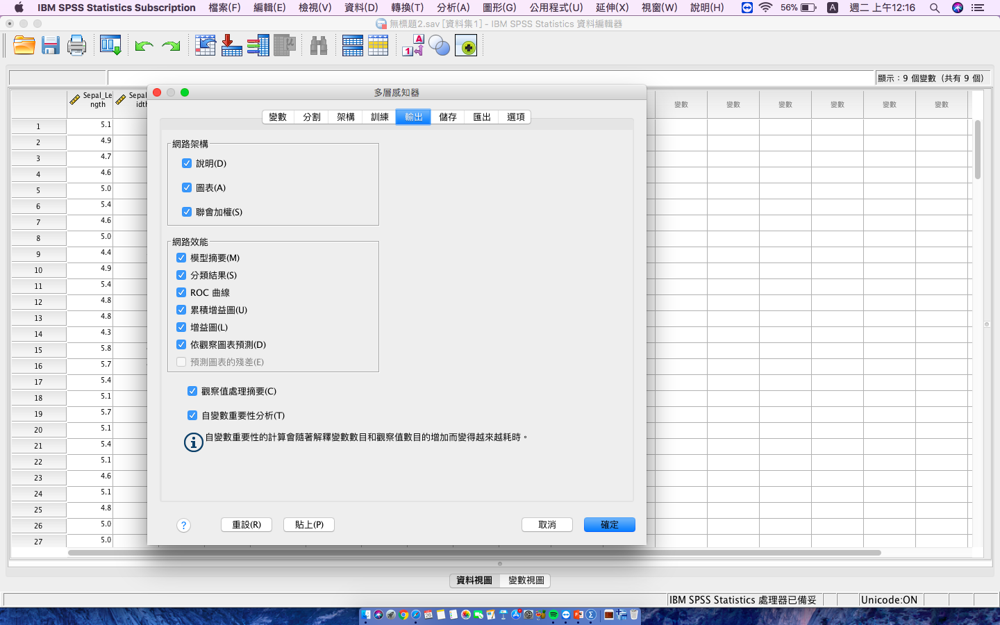 IBM SPSS Statistics Subscription 檔案(F) 編輯(E) 檢視(V) 資料(D) 轉換(T) 分析(A) 圖形(G) 公用程式(U) 延伸(X) 視窗(W) 說明(H) 56% A 週二 上午12:16
無標題2.sav [資料集1] - IBM SPSS Statistics 資料編輯器
顯示：9 個變數 (共有 9 個)
Sepal_Le
ngth
Sepal
idth
變數 變數 變數 變數 變數 變數
多層感知器
變數 分割 架構 訓練 輸出 儲存 匯出 選項
網路架構
說明(D)
圖表(A)
聯會加權(S)
網路效能
模型摘要(M)
分類結果(S)
ROC 曲線
累積增益圖(U)
增益圖(L)
依觀察圖表預測(D)
預測圖表的殘差(E)
觀察值處理摘要(C)
自變數重要性分析(T)
自變數重要性的計算會隨著解釋變數數目和觀察值數目的增加而變得越來越耗時。
? 重設(R) 貼上(P) 取消 確定
1 5.1
2 4.9
3 4.7
4 4.6
5 5.0
6 5.4
7 4.6
8 5.0
9 4.4
10 4.9
11 5.4
12 4.8
13 4.8
14 4.3
15 5.8
16 5.7
17 5.4
18 5.1
19 5.7
20 5.1
21 5.4
22 5.1
23 4.6
24 5.1
25 4.8
26 5.0
27 5.0
資料視圖 變數視圖
IBM SPSS Statistics 處理器已備妥 Unicode:ON